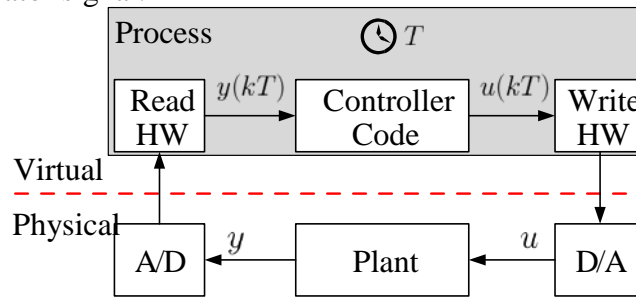 Process
T
Read
HW
y(kT)
Controller
Code
u(kT)
Write
HW
Virtual
Physical
A/D
y
Plant
u
D/A